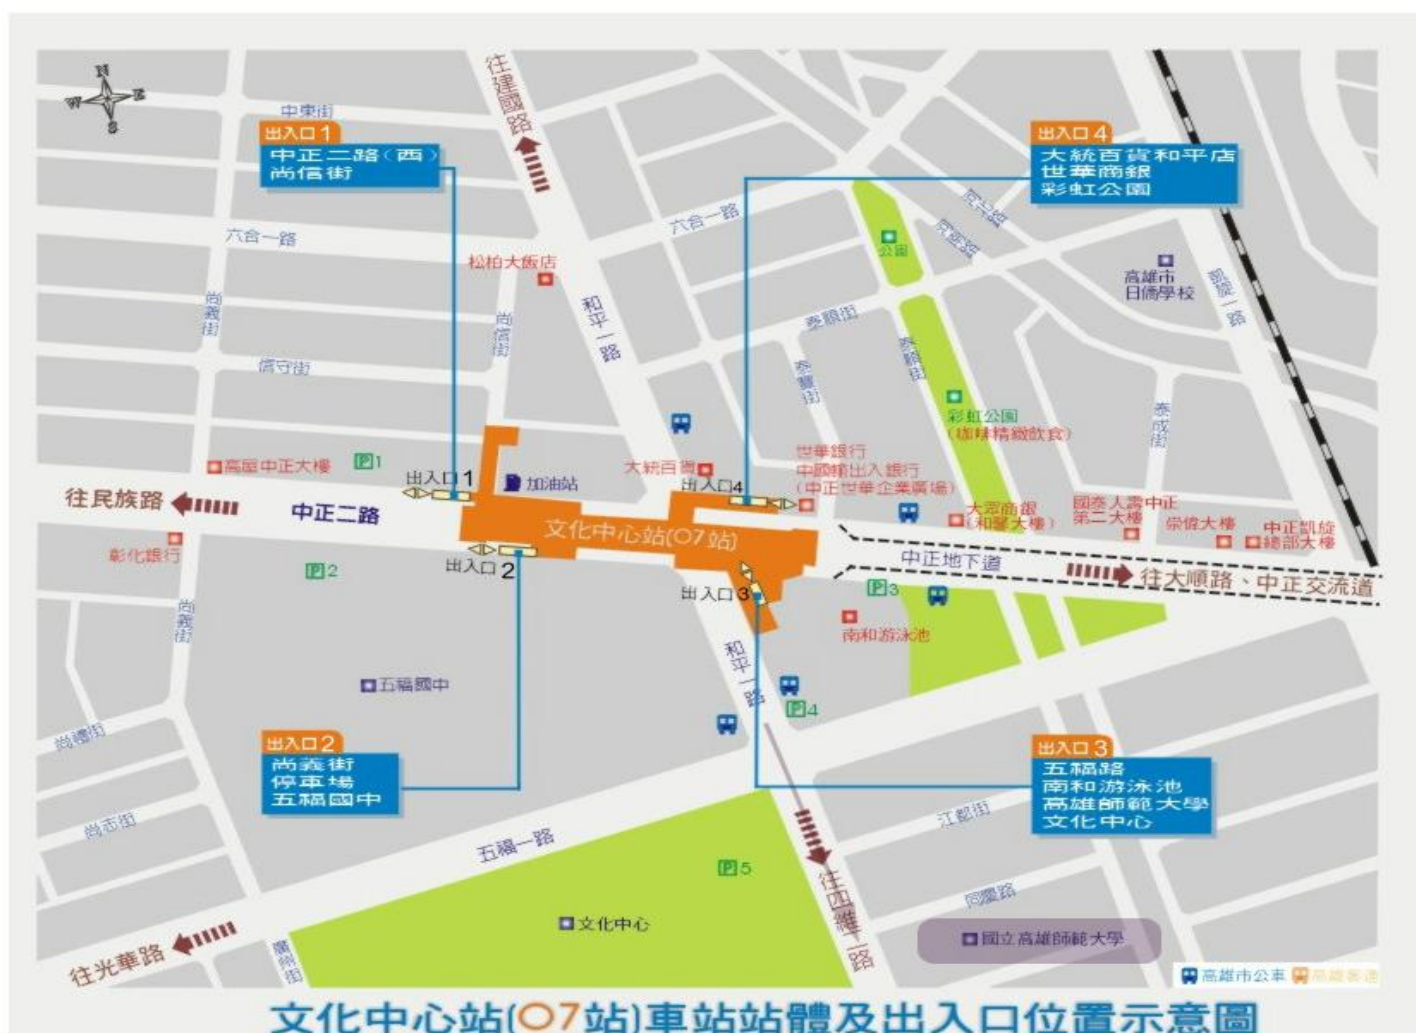 N
W
E
S
中東街
往建國路
出入口1
中正二路(西)
尚信街
出入口4
大統百貨和平店
世華商銀
彩虹公園
六合一路
六合一路
公園
松柏大飯店
高雄市
日僑學校
凱旋一路
尚義街
和平一路
尚信街
泰順街
信守街
泰豐街
泰順街
彩虹公園
(咖啡精緻飲食)
泰成街
高屋中正大樓
P1
出入口1
加油站
大統百貨
出入口4
世華銀行
中國輸出入銀行
(中正世華企業廣場)
大眾商銀
(和馨大樓)
國泰人壽中正
第二大樓
崇偉大樓
中正凱旋
總部大樓
往民族路
中正二路
文化中心站(O7站)
中正地下道
往大順路、中正交流道
彰化銀行
P2
出入口2
出入口3
P3
南和游泳池
尚義街
和平一路
五福國中
P4
尚禮街
出入口2
尚義街
停車場
五福國中
出入口3
五福路
南和游泳池
高雄師範大學
文化中心
尚志街
五福一路
江都街
P5
同慶路
往四維二路
文化中心
國立高雄師範大學
往光華路
廣州街
高雄市公車
高雄客運
文化中心站(O7站)車站站體及出入口位置示意圖